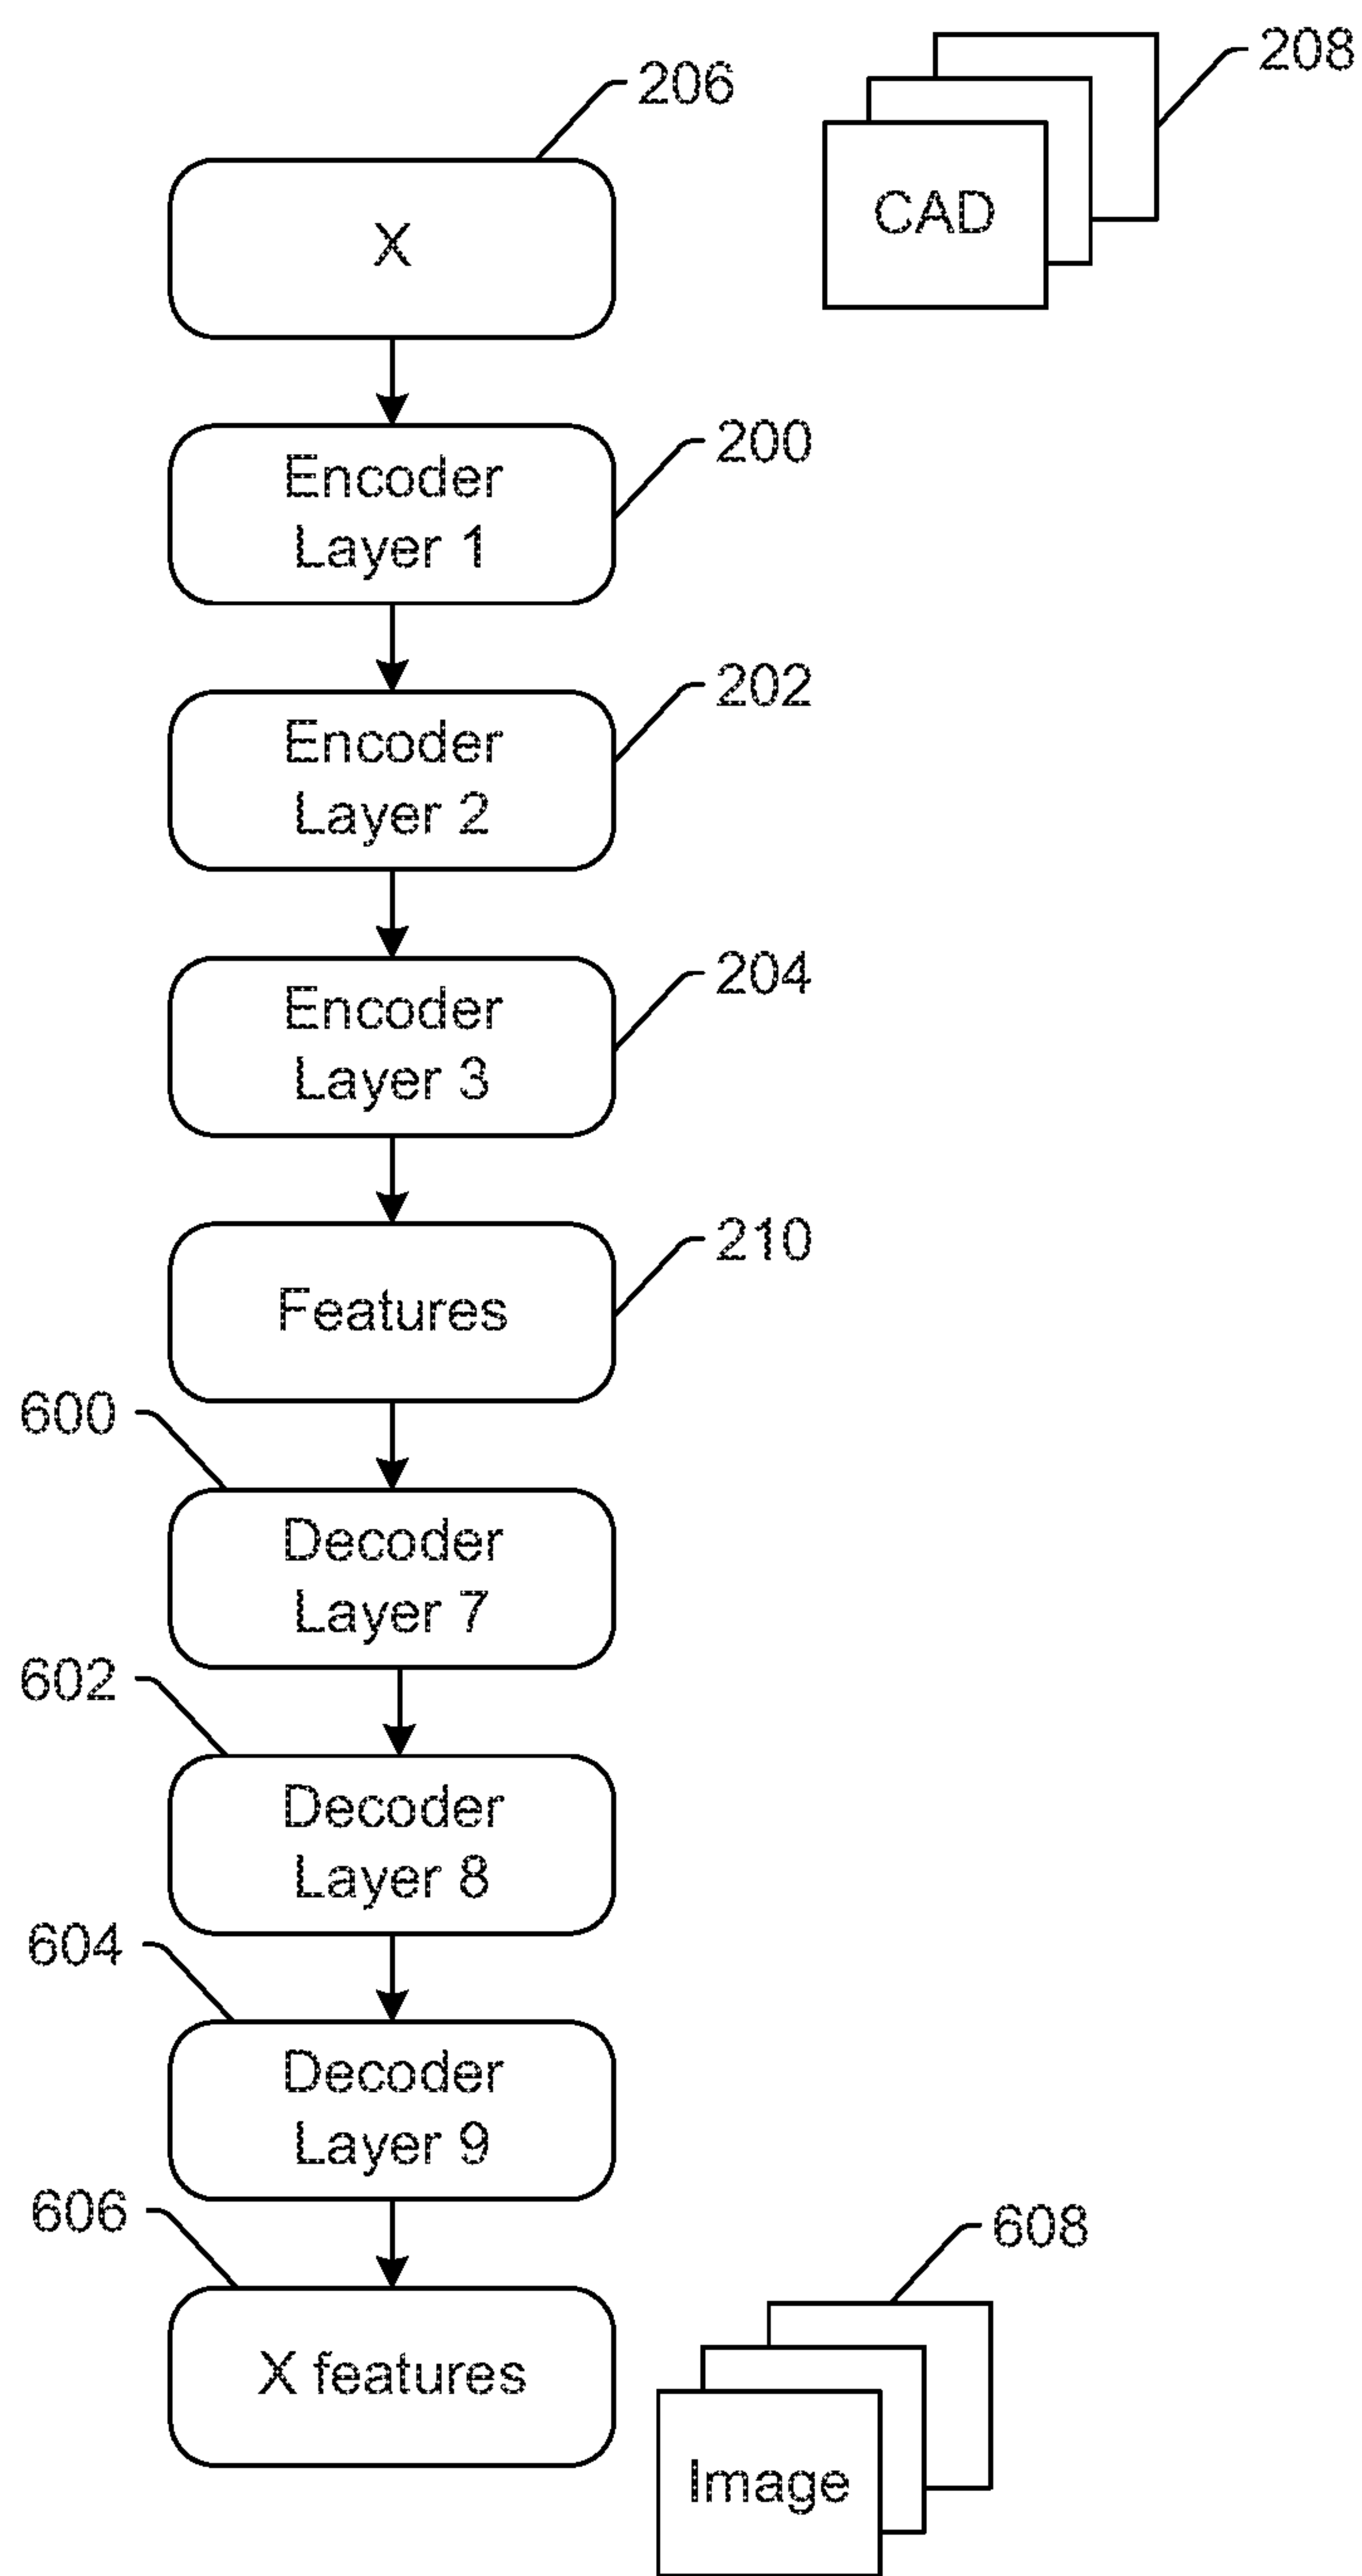 208
206
CAD
X
200
Encoder
Layer 1
202
Encoder
Layer 2
204
Encoder
Layer 3
210
Features
600
Decoder
Layer 7
602
Decoder
Layer 8
604
Decoder
Layer 9
606
608
X features
Image